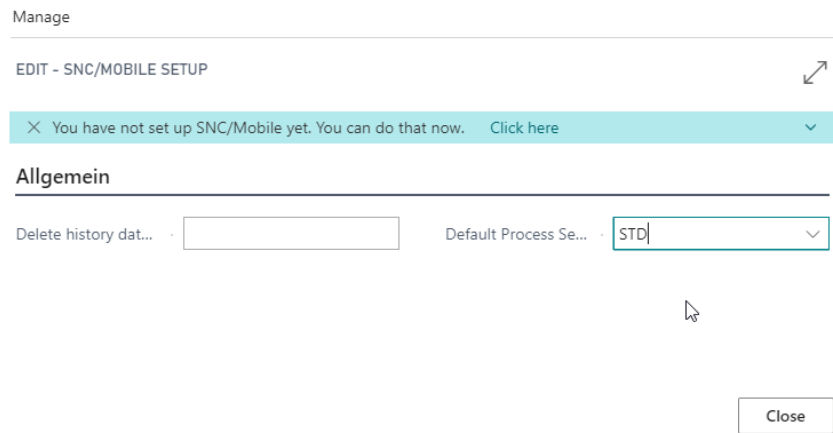 Manage
EDIT - SNC/MOBILE SETUP
You have not set up SNC/Mobile yet. You can do that now. Click here
Allgemein
Delete history dat... Default Process Se... STD
Close